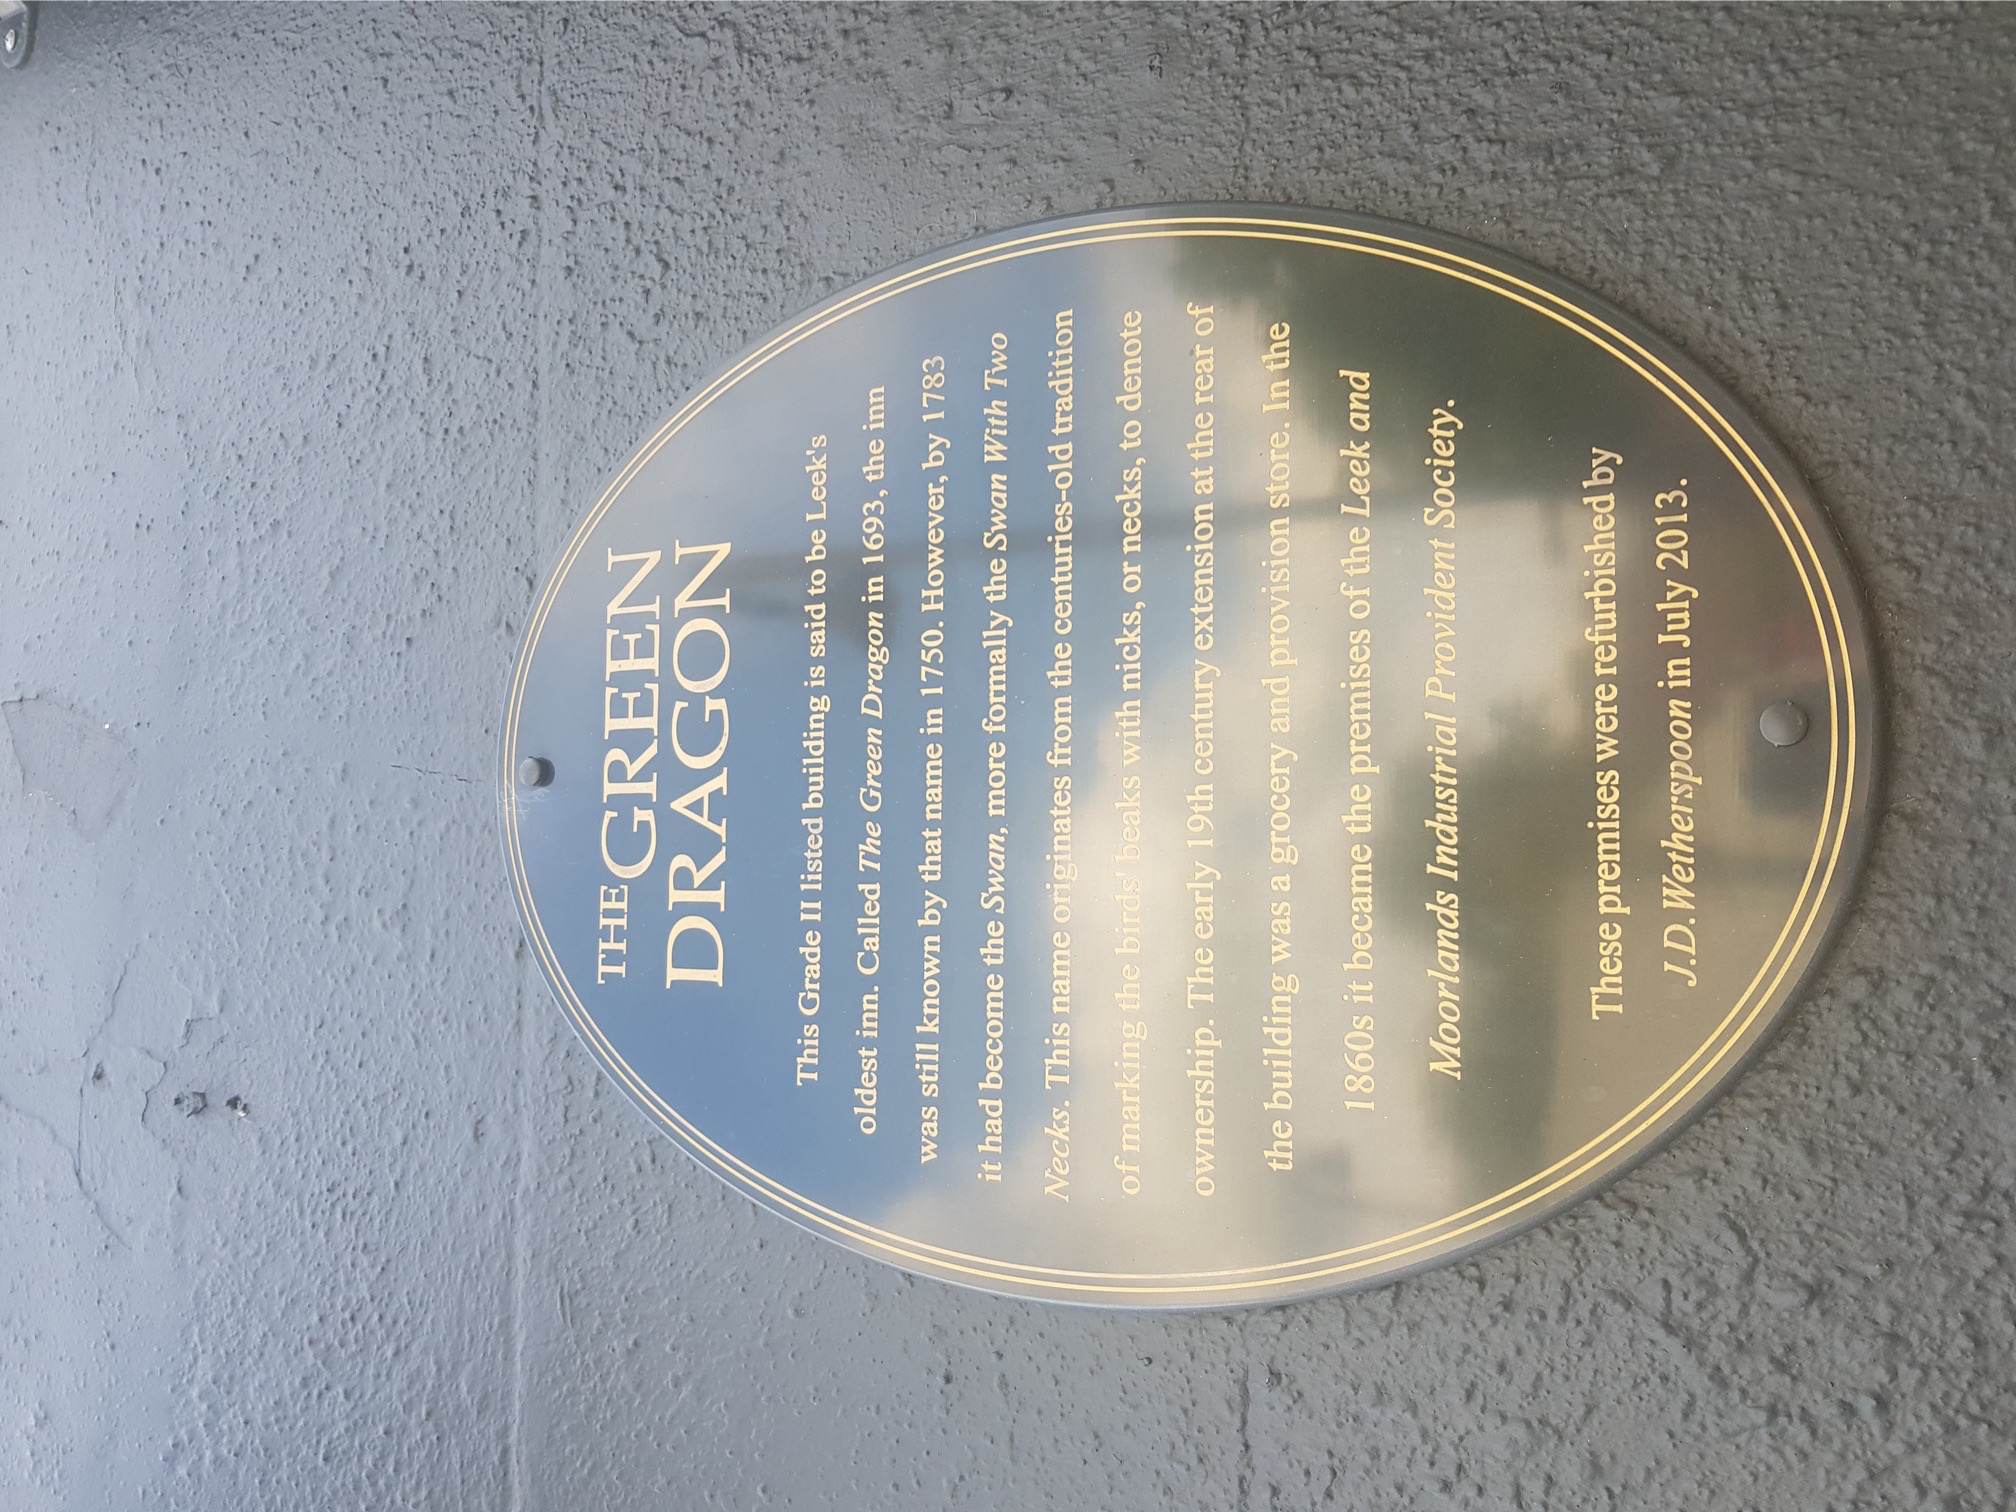 THE GREEN
DRAGON
This Grade II listed building is said to be Leek's
oldest inn. Called The Green Dragon in 1693, the inn
was still known by that name in 1750. However, by 1783
it had become the Swan, more formally the Swan With Two
Necks. This name originates from the centuries-old tradition
of marking the birds' beaks with nicks, or necks, to denote
ownership. The early 19th century extension at the rear of
the building was a grocery and provision store. In the
1860s it became the premises of the Leek and
Moorlands Industrial Provident Society.
These premises were refurbished by
J.D. Wetherspoon in July 2013.